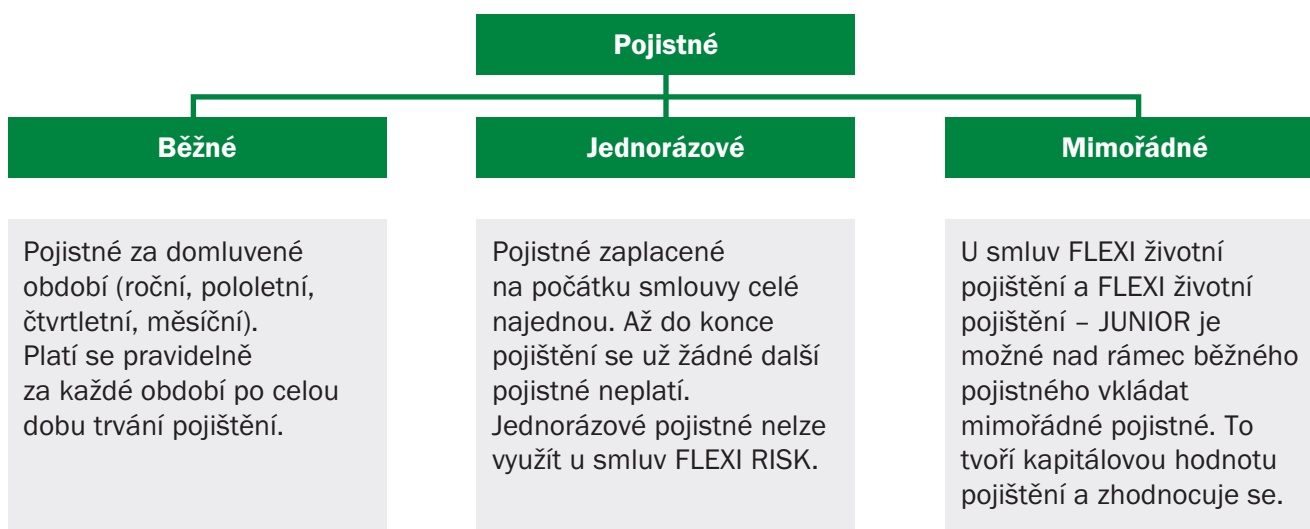 Pojistné
Běžné
Jednorázové
Mimořádné
Pojistné za domluvené
období (roční, pololetní,
čtvrtletní, měsíční).
Platí se pravidelně
za každé období po celou
dobu trvání pojištění.
Pojistné zaplacené
na počátku smlouvy celé
najednou. Až do konce
pojištění se už žádné další
pojistné neplatí.
Jednorázové pojistné nelze
využít u smluv FLEXI RISK.
U smluv FLEXI životní
pojištění a FLEXI životní
pojištění – JUNIOR je
možné nad rámec běžného
pojistného vkládat
mimořádné pojistné. To
tvoří kapitálovou hodnotu
pojištění a zhodnocuje se.